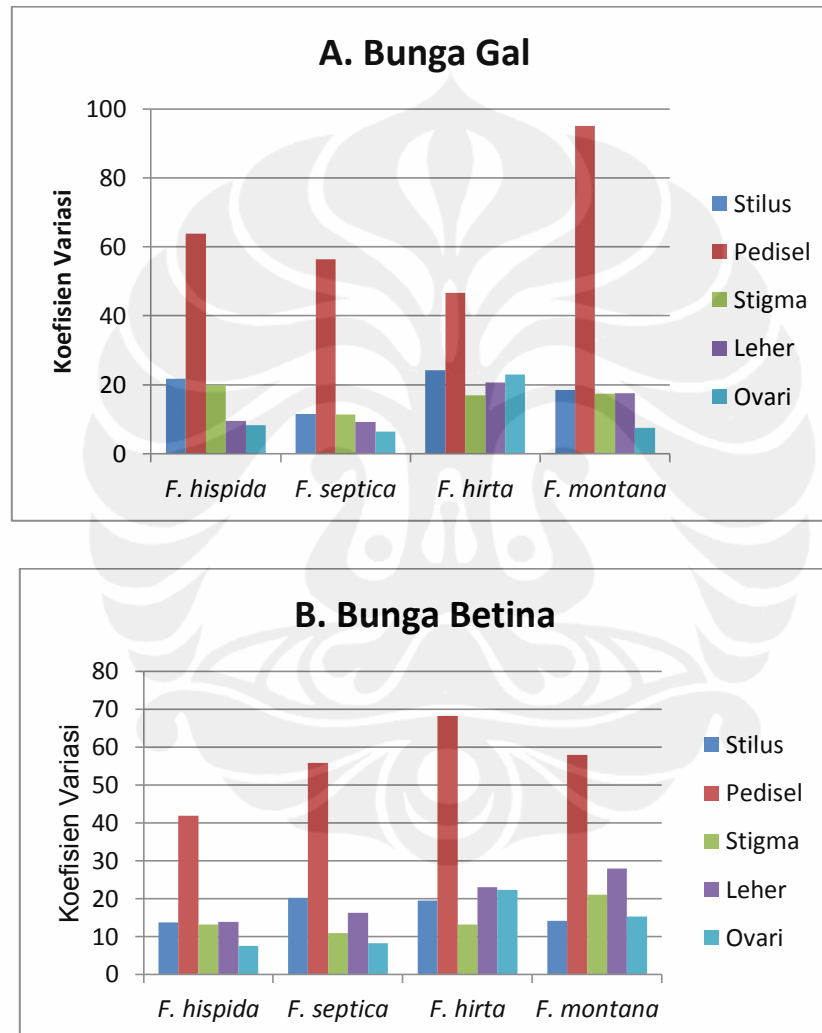 A. Bunga Gal
Koefisien Variasi
100
80
60
40
20
0
F. hispida F. septica F. hirta F. montana
Stilus
Pedisel
Stigma
Leher
Ovari
B. Bunga Betina
Koefisien Variasi
80
70
60
50
40
30
20
10
0
F. hispida F. septica F. hirta F. montana
Stilus
Pedisel
Stigma
Leher
Ovari